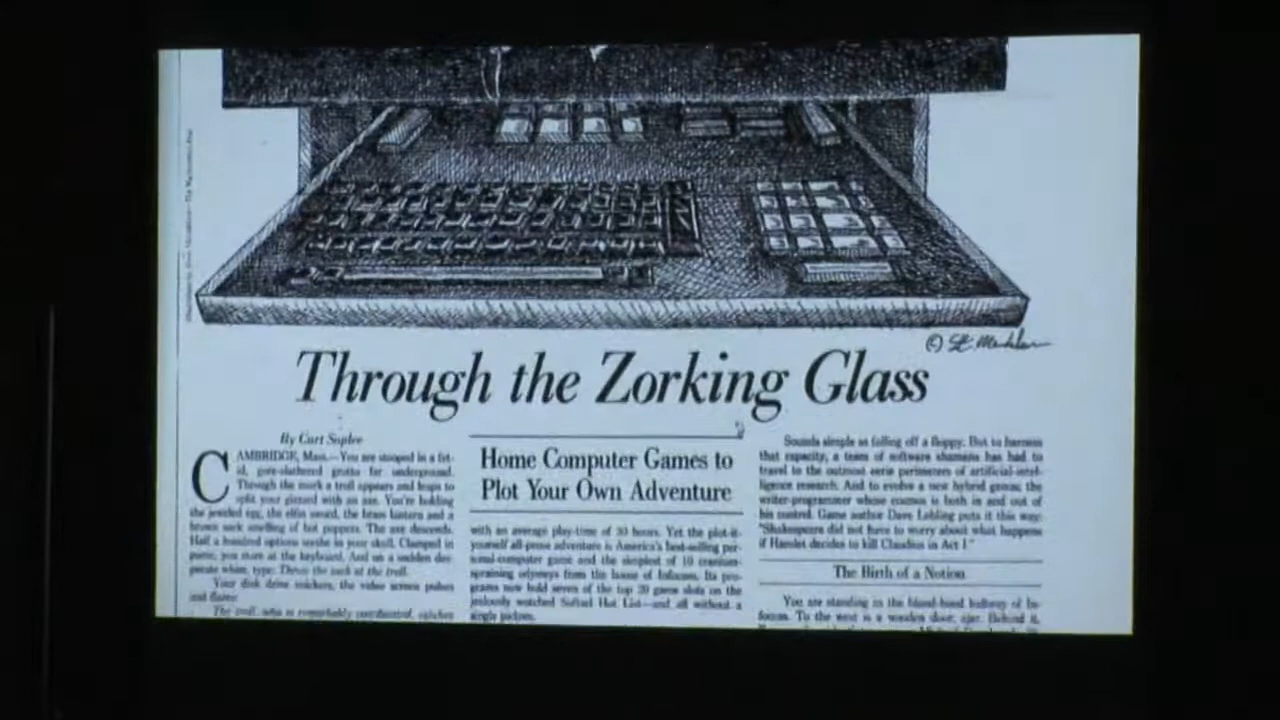 Through the Zorking Glass
By Curt Suplee
CAMBRIDGE, Mass.—You are stooped in a fet-
id, gore-slathered grotto far underground.
Through the murk a troll appears and leaps to
split your gizzard with an axe. You're holding
the jeweled egg, the elfin sword, the brass lantern and a
brown sack smelling of hot peppers. The axe descends.
Half a hundred options seethe in your skull. Clamped in
panic, you stare at the keyboard. And on a sudden des-
perate whim, type: Throw the sack at the troll.
Your disk drive snickers, the video screen pulses
and flame:
The troll, who is remarkably coordinated, catches
Home Computer Games to
Plot Your Own Adventure
with an average play-time of 30 hours. Yet the plot-it-
yourself all-prose adventure is America's best-selling per-
sonal-computer game and the simplest of 10 cranium-
spraining odysseys from the house of Infocom. Its pro-
grams now hold seven of the top 20 game slots on the
jealously watched Softsel Hot List—and all without a
single picture.
Sounds simple as falling off a floppy. But to harness
that capacity, a team of software shamans has had to
travel to the outmost eerie perimeters of artificial-intel-
ligence research. And to evolve a new hybrid genius: the
writer-programmer whose cosmos is both in and out of
his control. Game author Dave Lebling puts it this way:
"Shakespeare did not have to worry about what happens
if Hamlet decides to kill Claudius in Act I."
The Birth of a Notion
You are standing in the blond-hued hallway of In-
focom. To the west is a wooden door, ajar. Behind it,